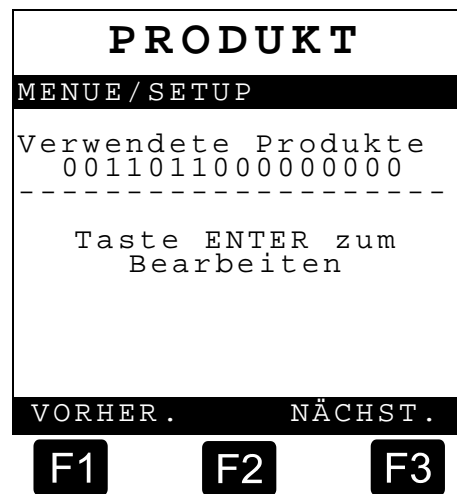 PRODUKT
MENUE/SETUP
Verwendete Produkte
0011011000000000
--------------------
Taste ENTER zum
Bearbeiten
VORHER. NÄCHST.
F1 F2 F3